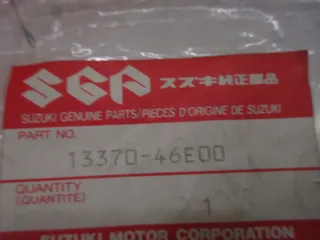 SGP スズキ純正部品
SUZUKI GENUINE PARTS/PIECES D'ORIGINE DE SUZUKI
PART NO.
13370-46E00
QUANTITY
(QUANTITE)
1
SUZUKI MOTOR CORPORATION